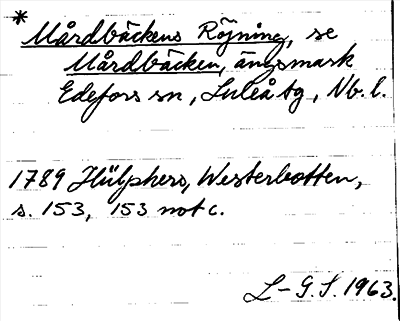 * Mårdbäckens Röjning, se
Mårdbäcken, ängsmark
Edefors sn, Luleå tg, Nb. l.
1789 Hülphers, Westerbotten,
s. 153, 153 not c.
L-G. S. 1963.